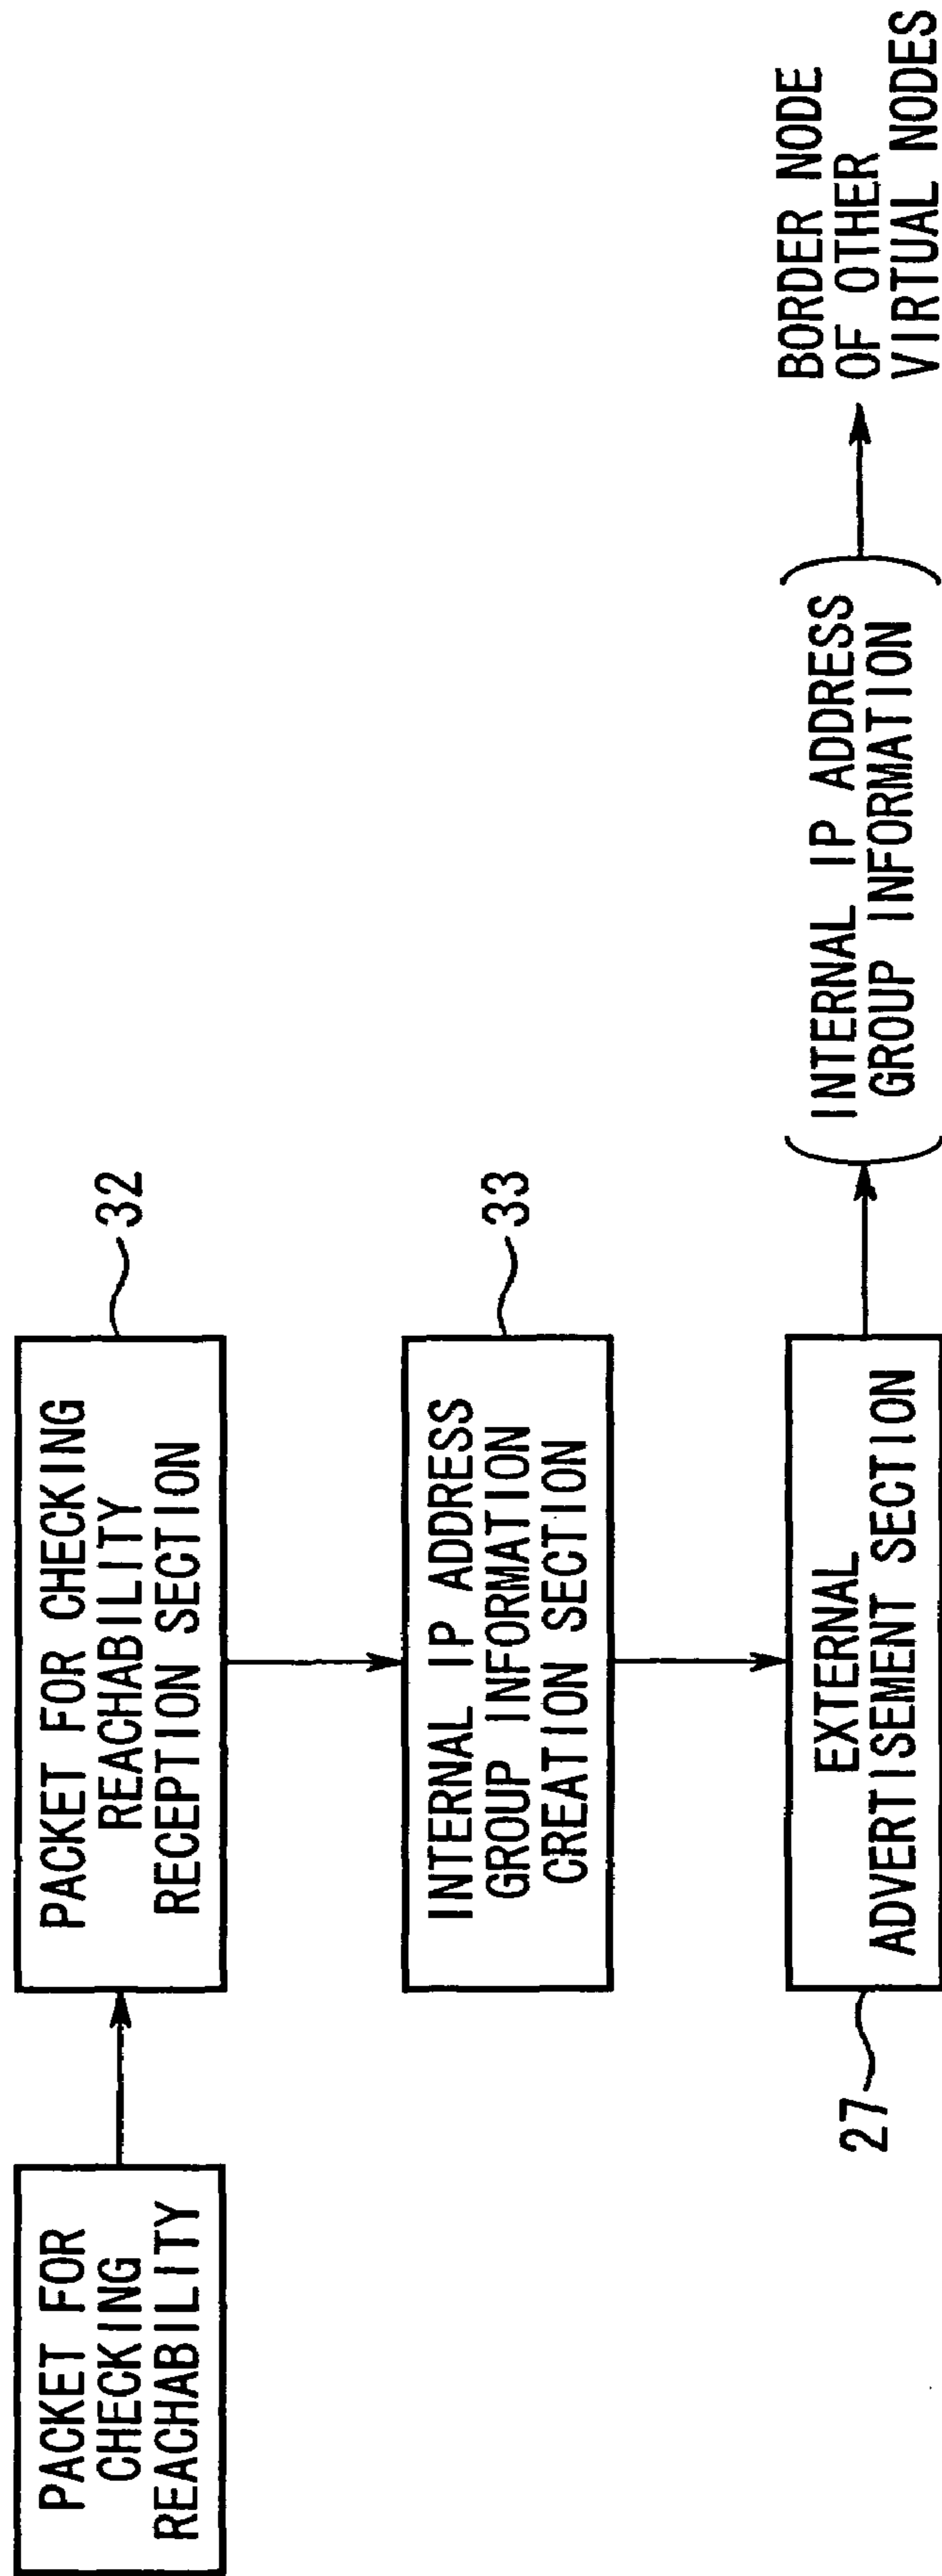 PACKET FOR
CHECKING
REACHABILITY
PACKET FOR CHECKING
REACHABILITY
RECEPTION SECTION
32
INTERNAL IP ADDRESS
GROUP INFORMATION
CREATION SECTION
33
27
EXTERNAL
ADVERTISEMENT SECTION
INTERNAL IP ADDRESS
GROUP INFORMATION
BORDER NODE
OF OTHER
VIRTUAL NODES